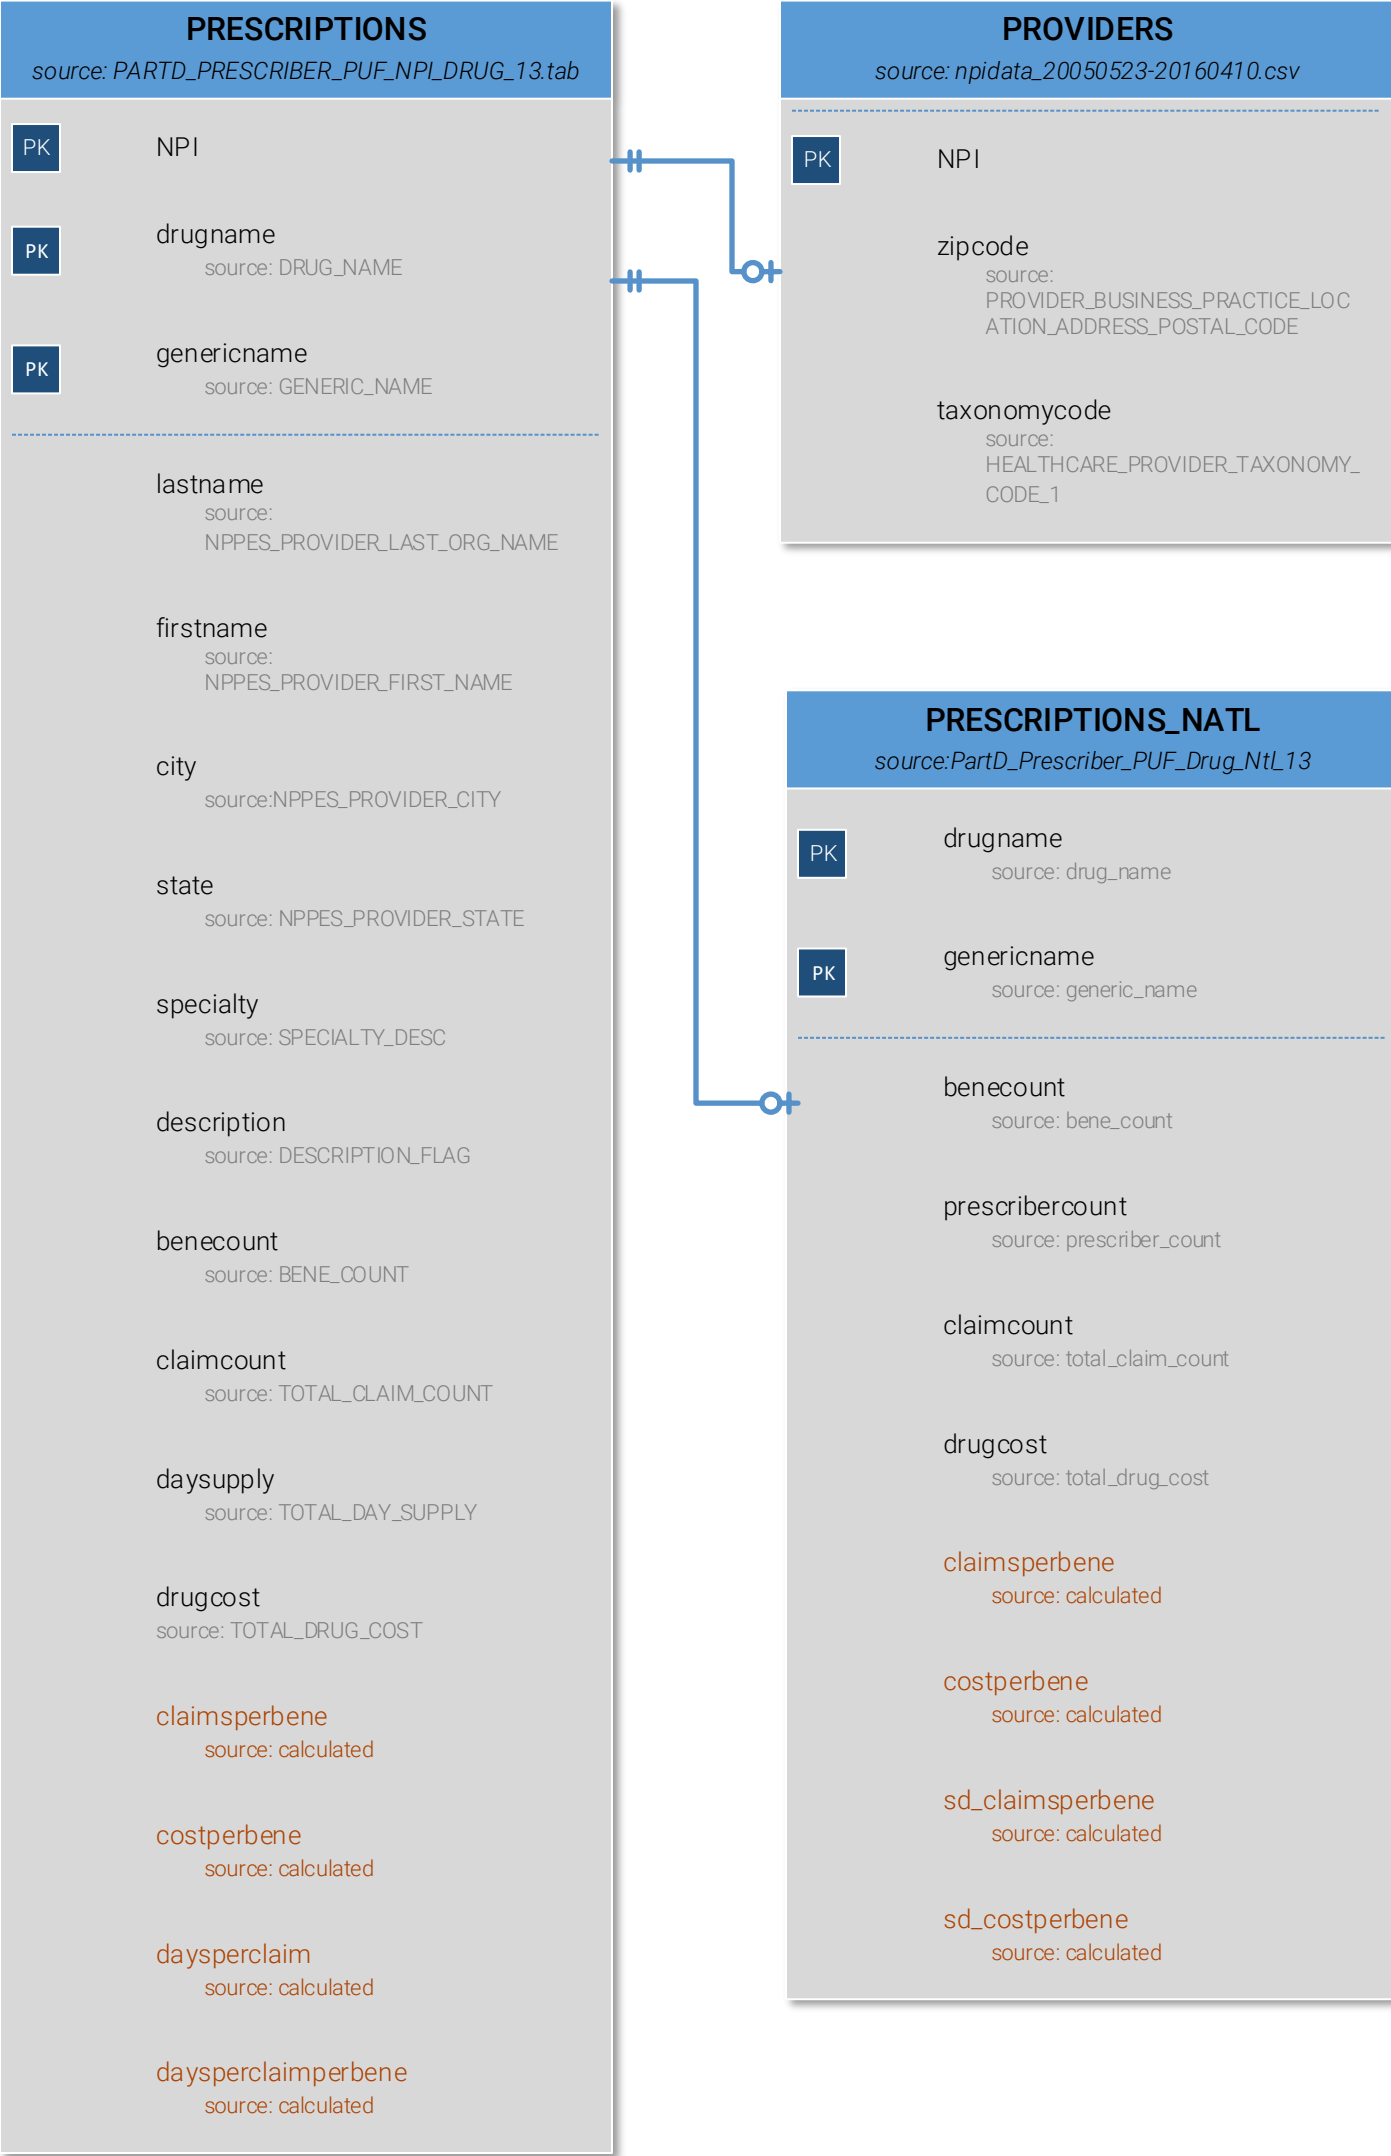 PRESCRIPTIONS
source: PARTD_PRESCRIBER_PUF_NPI_DRUG_13.tab
PK
NPI
PK
drugname
source: DRUG_NAME
PK
genericname
source: GENERIC_NAME
lastname
source:
NPPES_PROVIDER_LAST_ORG_NAME
firstname
source:
NPPES_PROVIDER_FIRST_NAME
city
source:NPPES_PROVIDER_CITY
state
source: NPPES_PROVIDER_STATE
specialty
source: SPECIALTY_DESC
description
source: DESCRIPTION_FLAG
benecount
source: BENE_COUNT
claimcount
source: TOTAL_CLAIM_COUNT
daysupply
source: TOTAL_DAY_SUPPLY
drugcost
source: TOTAL_DRUG_COST
claimsperbene
source: calculated
costperbene
source: calculated
daysperclaim
source: calculated
daysperclaimperbene
source: calculated
PROVIDERS
source: npidata_20050523-20160410.csv
PK
NPI
zipcode
source:
PROVIDER_BUSINESS_PRACTICE_LOC
ATION_ADDRESS_POSTAL_CODE
taxonomycode
source:
HEALTHCARE_PROVIDER_TAXONOMY_
CODE_1
PRESCRIPTIONS_NATL
source:PartD_Prescriber_PUF_Drug_Ntl_13
PK
drugname
source: drug_name
PK
genericname
source: generic_name
benecount
source: bene_count
prescribercount
source: prescriber_count
claimcount
source: total_claim_count
drugcost
source: total_drug_cost
claimsperbene
source: calculated
costperbene
source: calculated
sd_claimsperbene
source: calculated
sd_costperbene
source: calculated